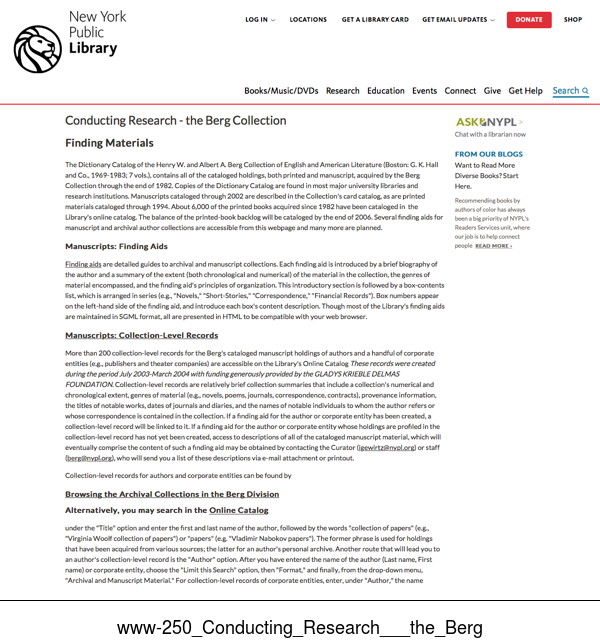 New York
Public
Library
LOG IN
LOCATIONS
GET A LIBRARY CARD
GET EMAIL UPDATES
DONATE
SHOP
Books/Music/DVDs Research Education Events Connect Give Get Help Search
Conducting Research - the Berg Collection
Finding Materials
The Dictionary Catalog of the Henry W. and Albert A. Berg Collection of English and American Literature (Boston: G. K. Hall
and Co., 1969-1983; 7 vols.), contains all of the cataloged holdings, both printed and manuscript, acquired by the Berg
Collection through the end of 1982. Copies of the Dictionary Catalog are found in most major university libraries and
research institutions. Manuscripts cataloged through 2002 are described in the Collection's card catalog, as are printed
materials cataloged through 1994. About 6,000 of the printed books acquired since 1982 have been cataloged in the
Library's online catalog. The balance of the printed-book backlog will be cataloged by the end of 2006. Several finding aids for
manuscript and archival author collections are accessible from this webpage and many more are planned.
Manuscripts: Finding Aids
Finding aids are detailed guides to archival and manuscript collections. Each finding aid is introduced by a brief biography of
the author and a summary of the extent (both chronological and numerical) of the material in the collection, the genres of
material encompassed, and the finding aid's principles of organization. This introductory section is followed by a box-contents
list, which is arranged in series (e.g., "Novels," "Short-Stories," "Correspondence," "Financial Records"). Box numbers appear
on the left-hand side of the finding aid, and introduce each box's content description. Though most of the Library's finding aids
are maintained in SGML format, all are presented in HTML to be compatible with your web browser.
Manuscripts: Collection-Level Records
More than 200 collection-level records for the Berg's cataloged manuscript holdings of authors and a handful of corporate
entities (e.g., publishers and theater companies) are accessible on the Library's Online Catalog These records were created
during the period July 2003-March 2004 with funding generously provided by the GLADYS KRIEBLE DELMAS
FOUNDATION. Collection-level records are relatively brief collection summaries that include a collection's numerical and
chronological extent, genres of material (e.g., novels, poems, journals, correspondence, contracts), provenance information,
the titles of notable works, dates of journals and diaries, and the names of notable individuals to whom the author refers or
whose correspondence is contained in the collection. If a finding aid for the author or corporate entity has been created, a
collection-level record will be linked to it. If a finding aid for the author or corporate entity whose holdings are profiled in the
collection-level record has not yet been created, access to descriptions of all of the cataloged manuscript material, which will
eventually comprise the content of such a finding aid may be obtained by contacting the Curator (igewirtz@nypl.org) or staff
(berg@nypl.org), who will send you a list of these descriptions via e-mail attachment or printout.
Collection-level records for authors and corporate entities can be found by
Browsing the Archival Collections in the Berg Division
Alternatively, you may search in the Online Catalog
under the "Title" option and enter the first and last name of the author, followed by the words "collection of papers" (e.g.,
"Virginia Woolf collection of papers") or "papers" (e.g. "Vladimir Nabokov papers"). The former phrase is used for holdings
that have been acquired from various sources; the latter for an author's personal archive. Another route that will lead you to
an author's collection-level record is the "Author" option. After you have entered the name of the author (Last name, First
name) or corporate entity, choose the "Limit this Search" option, then "Format," and finally, from the drop-down menu,
"Archival and Manuscript Material." For collection-level records of corporate entities, enter, under "Author," the name
ASK NYPL >
Chat with a librarian now
FROM OUR BLOGS
Want to Read More
Diverse Books? Start
Here.
Recommending books by
authors of color has always
been a big priority of NYPL's
Readers Services unit, where
our job is to help connect
people READ MORE ›
www-250_Conducting_Research___the_Berg